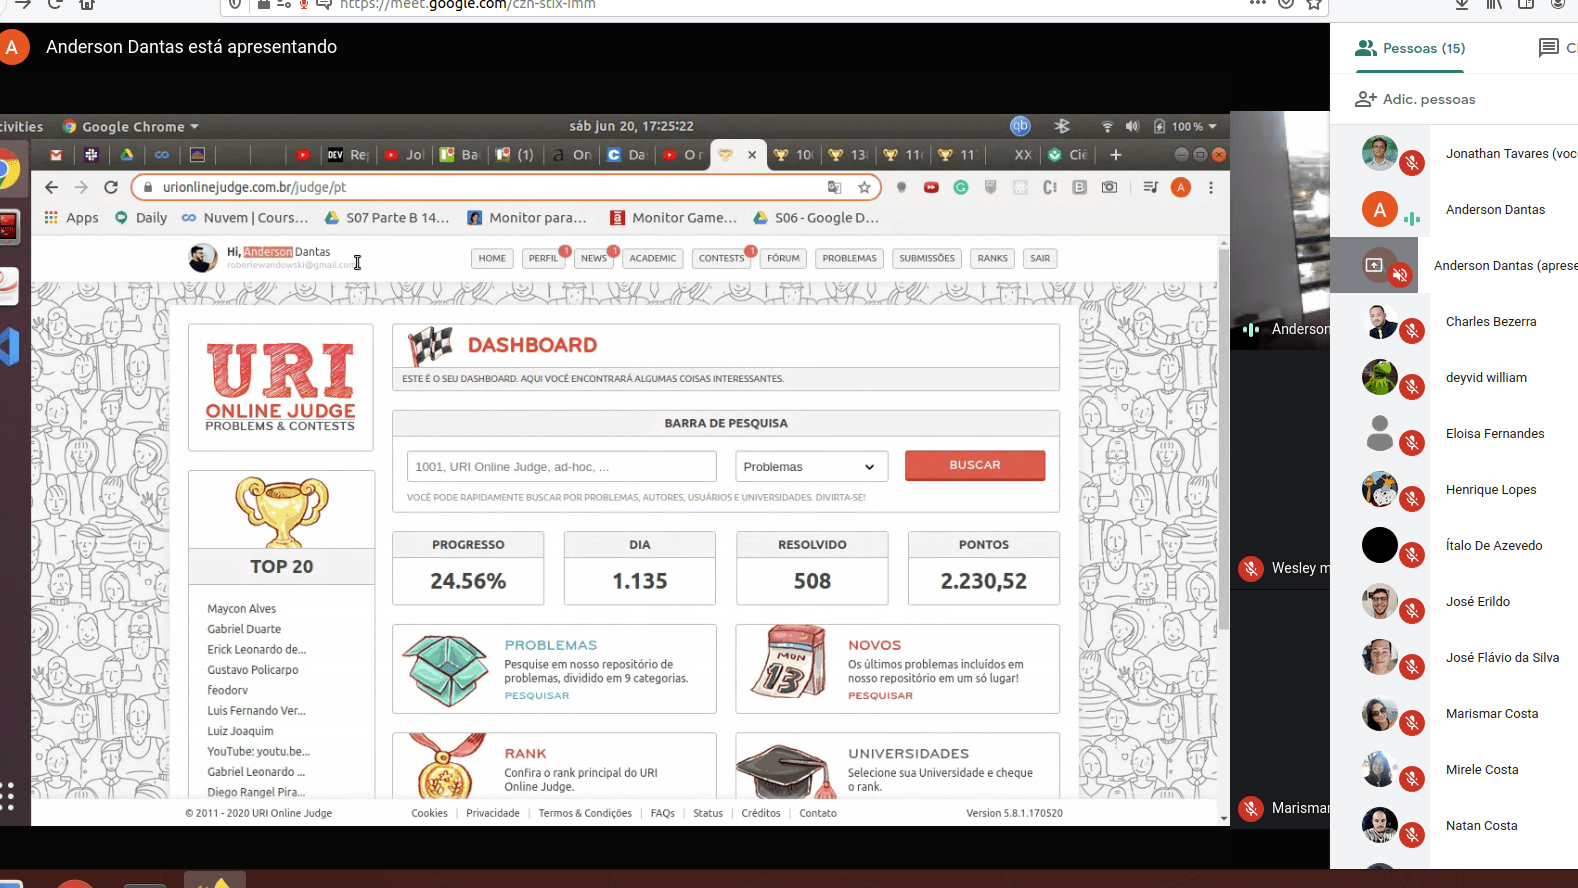 https://meet.google.com/czh-stix-imm
Anderson Dantas está apresentando
Pessoas (15)
Adic. pessoas
tivities
Google Chrome
sáb jun 20, 17:25:22
qb
100 %
DEV
(1)
On
Da
O r
10
13
11
11
XX
Cié
urionlinejudge.com.br/judge/pt
A
Apps
Daily
Nuvem | Cours...
S07 Parte B 14...
Monitor para...
Monitor Game...
S06 - Google D...
Hi, Anderson Dantas
roberlewandowski@gmail.com
HOME
PERFIL
1
NEWS
1
ACADEMIC
CONTESTS
1
FÓRUM
PROBLEMAS
SUBMISSÕES
RANKS
SAIR
URI
ONLINE JUDGE
PROBLEMS & CONTESTS
DASHBOARD
ESTE É O SEU DASHBOARD. AQUI VOCÊ ENCONTRARÁ ALGUMAS COISAS INTERESSANTES.
BARRA DE PESQUISA
1001, URI Online Judge, ad-hoc, ...
Problemas
BUSCAR
VOCÊ PODE RAPIDAMENTE BUSCAR POR PROBLEMAS, AUTORES, USUÁRIOS E UNIVERSIDADES. DIVIRTA-SE!
PROGRESSO
24.56%
DIA
1.135
RESOLVIDO
508
PONTOS
2.230,52
TOP 20
Maycon Alves
Gabriel Duarte
Erick Leonardo de...
Gustavo Policarpo
feodorv
Luis Fernando Ver...
Luiz Joaquim
YouTube: youtu.be...
Gabriel Leonardo ...
Diego Rangel Pira...
PROBLEMAS
Pesquise em nosso repositório de
problemas, dividido em 9 categorias.
PESQUISAR
MON
13
NOVOS
Os últimos problemas incluídos em
nosso repositório em um só lugar!
PESQUISAR
RANK
Confira o rank principal do URI
Online Judge.
UNIVERSIDADES
Selecione sua Universidade e cheque
o rank.
© 2011 - 2020 URI Online Judge
Cookies | Privacidade | Termos & Condições | FAQs | Status | Créditos | Contato
Version 5.8.1.170520
Anderson
Wesley m
Marismar
Jonathan Tavares (você
A
Anderson Dantas
Anderson Dantas (aprese
Charles Bezerra
deyvid william
Eloisa Fernandes
Henrique Lopes
Ítalo De Azevedo
José Erildo
José Flávio da Silva
Marismar Costa
Mirele Costa
Natan Costa